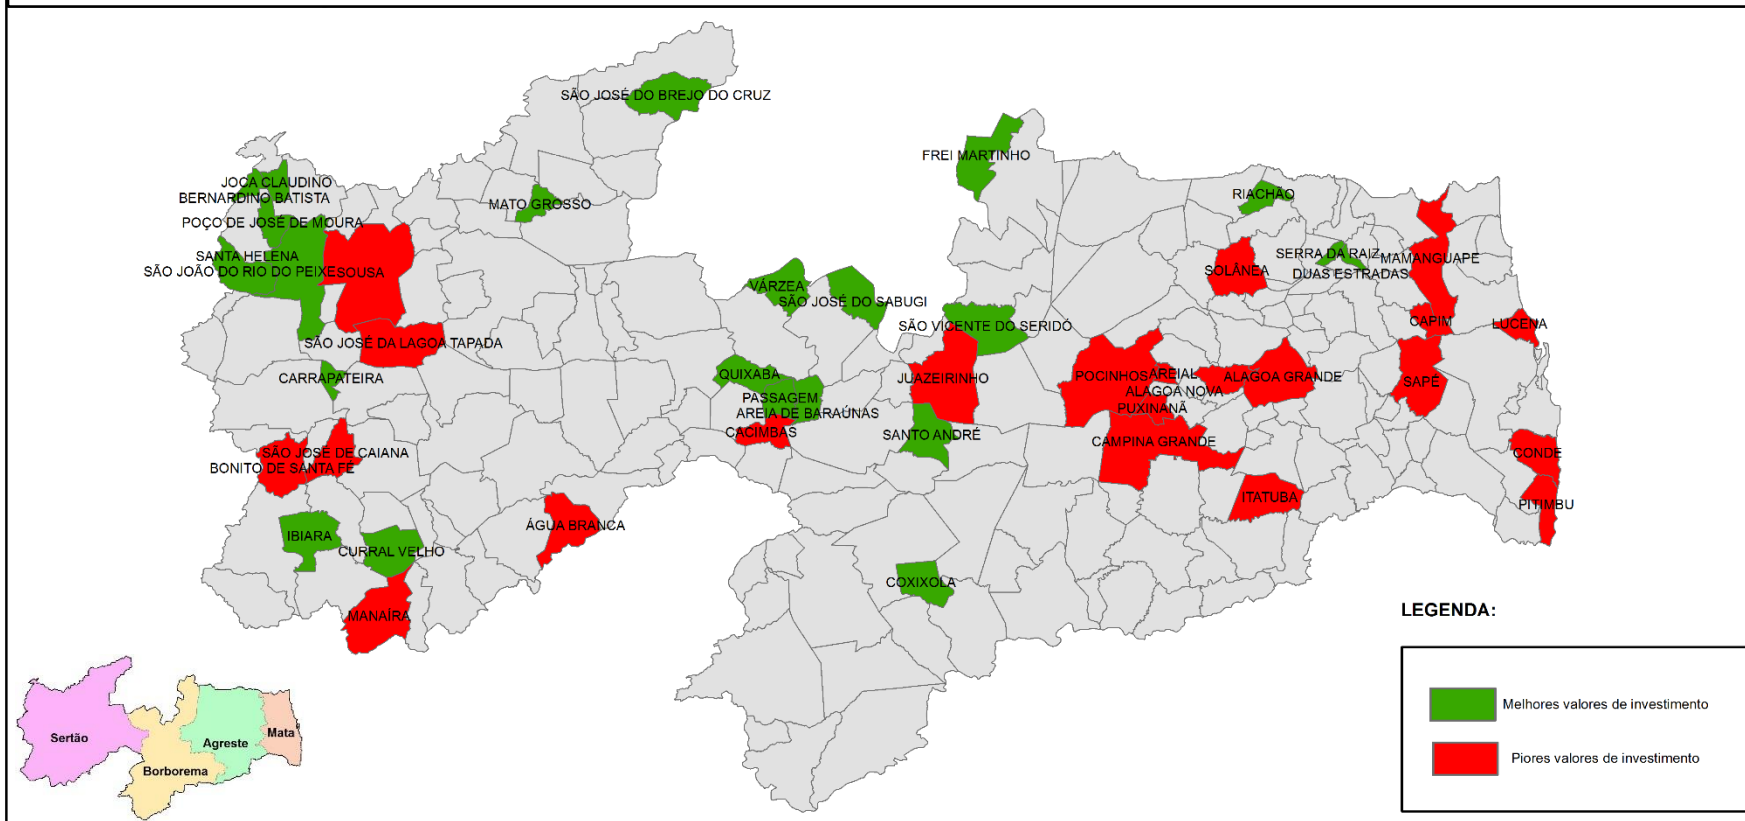 SÃO JOSÉ DO BREJO DO CRUZ
FREI MARTINHO
JOCA CLAUDINO
BERNARDINO BATISTA
MATO GROSSO
RIACHÃO
POÇO DE JOSÉ DE MOURA
SANTA HELENA
SÃO JOÃO DO RIO DO PEIXE
SOUSA
SERRA DA RAIZ
DUAS ESTRADAS
MAMANGUAPE
SOLÂNEA
VÁRZEA
SÃO JOSÉ DO SABUGI
SÃO VICENTE DO SERIDÓ
CAPIM
LUCENA
SÃO JOSÉ DA LAGOA TAPADA
CARRAPATEIRA
QUIXABA
PASSAGEM
AREIA DE BARAÚNAS
CACIMBAS
JUAZEIRINHO
POCINHOS
AREIAL
ALAGOA NOVA
PUXINANÃ
ALAGOA GRANDE
SAPÉ
SANTO ANDRÉ
CAMPINA GRANDE
SÃO JOSÉ DE CAIANA
BONITO DE SANTA FÉ
CONDE
ITATUBA
PITIMBU
ÁGUA BRANCA
IBIARA
CURRAL VELHO
COXIXOLA
MANAÍRA
LEGENDA:
Melhores valores de investimento
Piores valores de investimento
Sertão
Borborema
Agreste
Mata